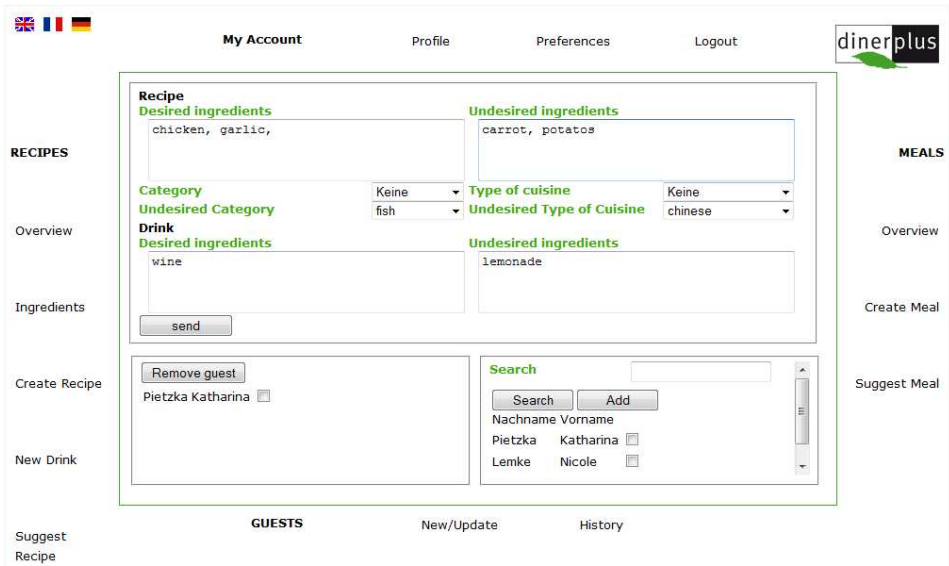 My Account Profile Preferences Logout
dinerplus
RECIPES
Overview
Ingredients
Create Recipe
New Drink
Suggest
Recipe
Recipe
Desired ingredients Undesired ingredients
chicken, garlic, carrot, potatos
Category Keine Type of cuisine Keine
Undesired Category fish Undesired Type of Cuisine chinese
Drink
Desired ingredients Undesired ingredients
wine lemonade
send
Remove guest
Pietzka Katharina
Search
Search Add
Nachname Vorname
Pietzka Katharina
Lemke Nicole
MEALS
Overview
Create Meal
Suggest Meal
GUESTS New/Update History